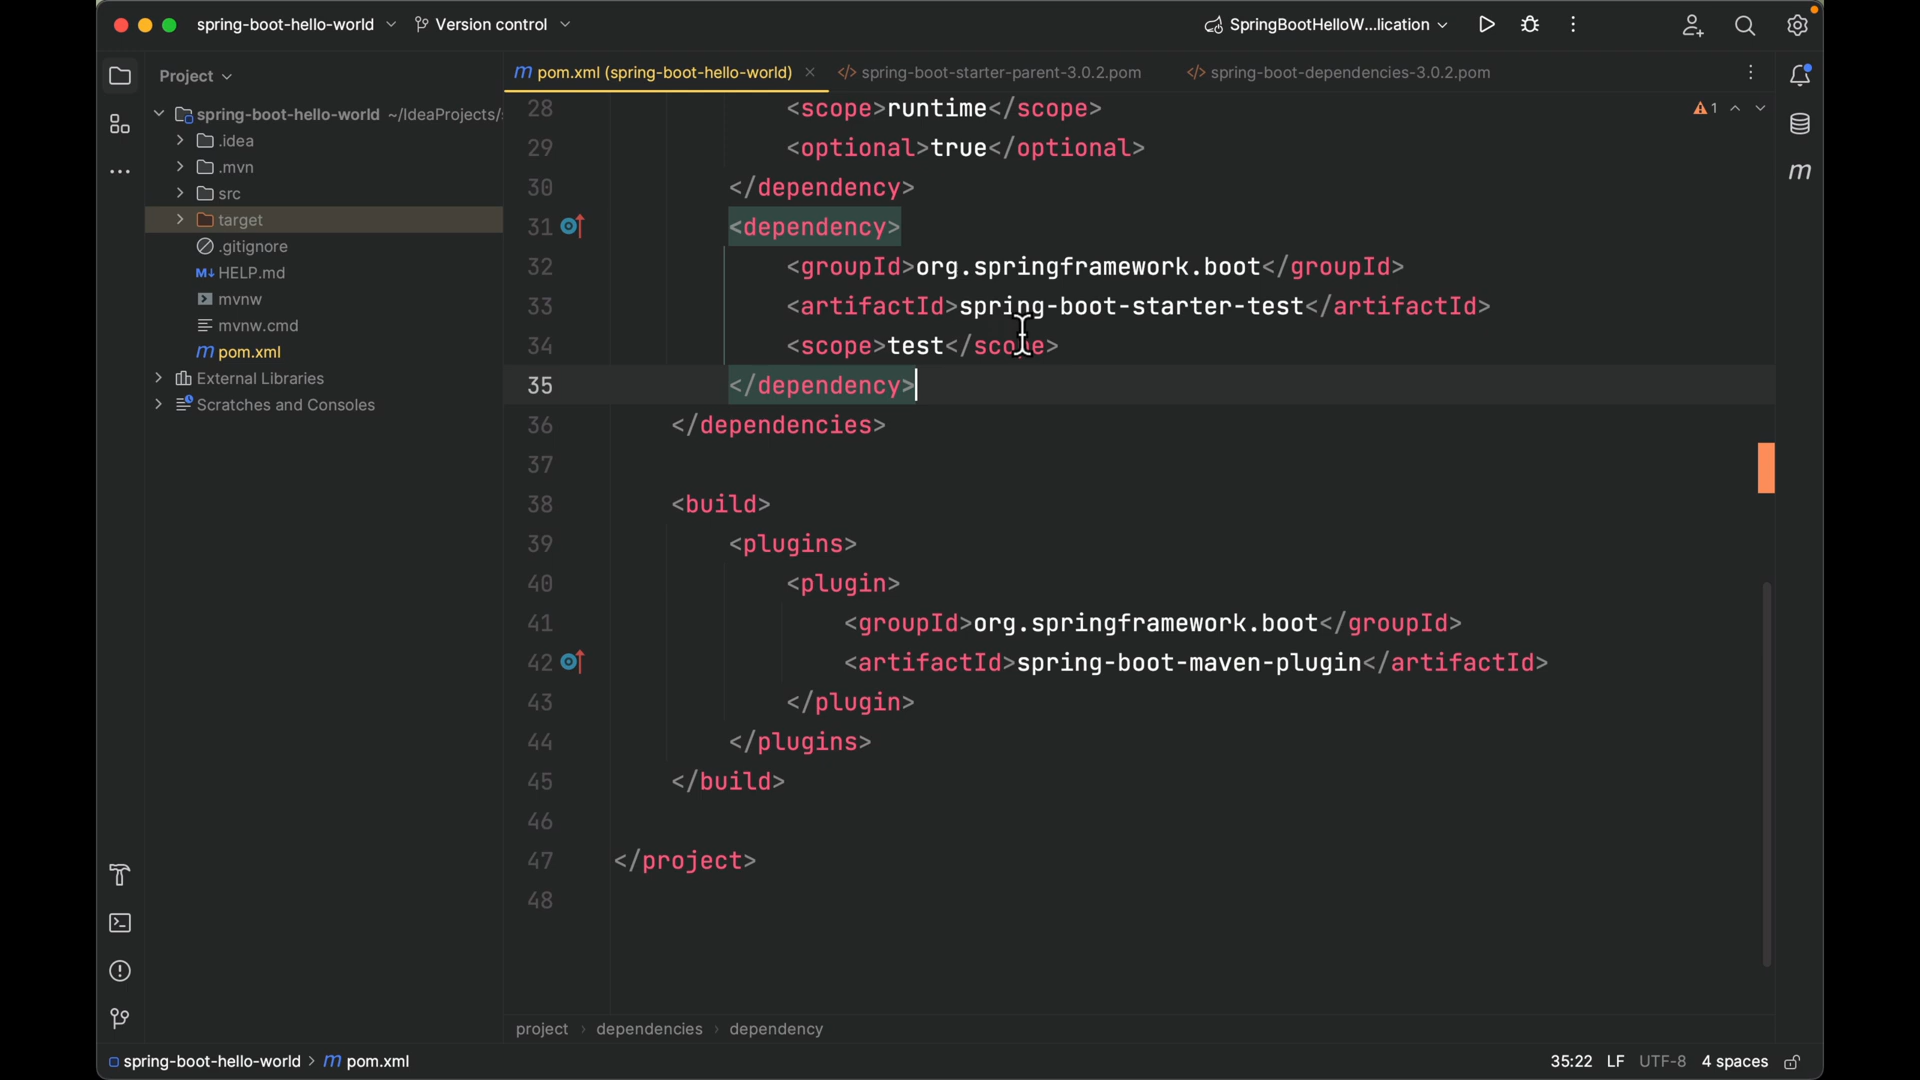 spring-boot-hello-world Version control SpringBootHelloW...lication
Project
pom.xml (spring-boot-hello-world) spring-boot-starter-parent-3.0.2.pom spring-boot-dependencies-3.0.2.pom
spring-boot-hello-world ~/IdeaProjects/
.idea
.mvn
src
target
.gitignore
HELP.md
mvnw
mvnw.cmd
pom.xml
External Libraries
Scratches and Consoles
28 <scope>runtime</scope>
29 <optional>true</optional>
30 </dependency>
31 <dependency>
32 <groupId>org.springframework.boot</groupId>
33 <artifactId>spring-boot-starter-test</artifactId>
34 <scope>test</scope>
35 </dependency>
36 </dependencies>
37
38 <build>
39 <plugins>
40 <plugin>
41 <groupId>org.springframework.boot</groupId>
42 <artifactId>spring-boot-maven-plugin</artifactId>
43 </plugin>
44 </plugins>
45 </build>
46
47 </project>
48
1
project › dependencies › dependency
spring-boot-hello-world > pom.xml 35:22 LF UTF-8 4 spaces